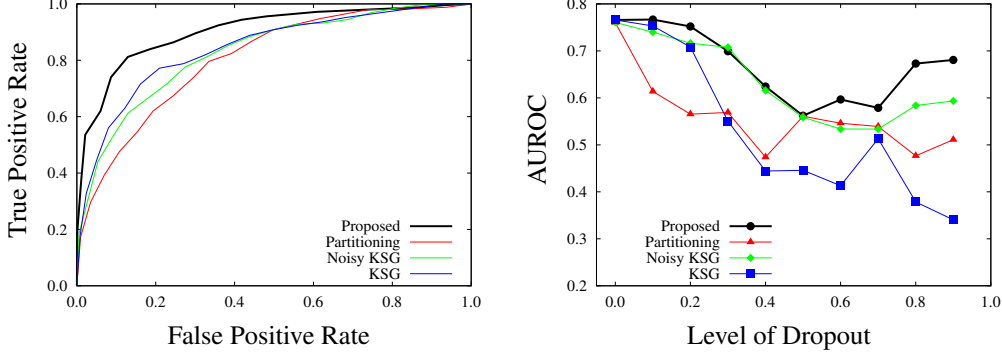 1.0
0.8
0.6
0.4
0.2
0.0
True Positive Rate
0.0
0.2
0.4
0.6
0.8
1.0
False Positive Rate
Proposed
Partitioning
Noisy KSG
KSG
0.8
0.7
0.6
0.5
0.4
0.3
0.2
AUROC
0.0
0.2
0.4
0.6
0.8
1.0
Level of Dropout
Proposed
Partitioning
Noisy KSG
KSG